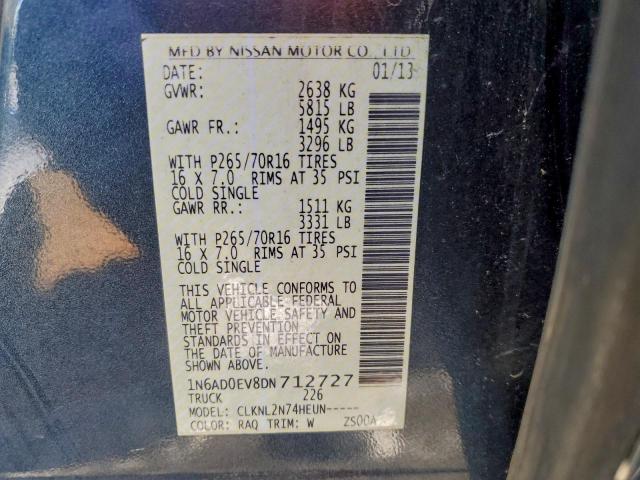 MFD BY NISSAN MOTOR CO., LTD.
DATE: 01/13
GVWR: 2638 KG
5815 LB
GAWR FR.: 1495 KG
3296 LB
WITH P265/70R16 TIRES
16 X 7.0 RIMS AT 35 PSI
COLD SINGLE
GAWR RR.: 1511 KG
3331 LB
WITH P265/70R16 TIRES
16 X 7.0 RIMS AT 35 PSI
COLD SINGLE
THIS VEHICLE CONFORMS TO
ALL APPLICABLE FEDERAL
MOTOR VEHICLE SAFETY AND
THEFT PREVENTION
STANDARDS IN EFFECT ON
THE DATE OF MANUFACTURE
SHOWN ABOVE.
1N6AD0EV8DN712727
TRUCK 226
MODEL: CLKNL2N74HEUN-----
COLOR: RAQ TRIM: W ZS00A